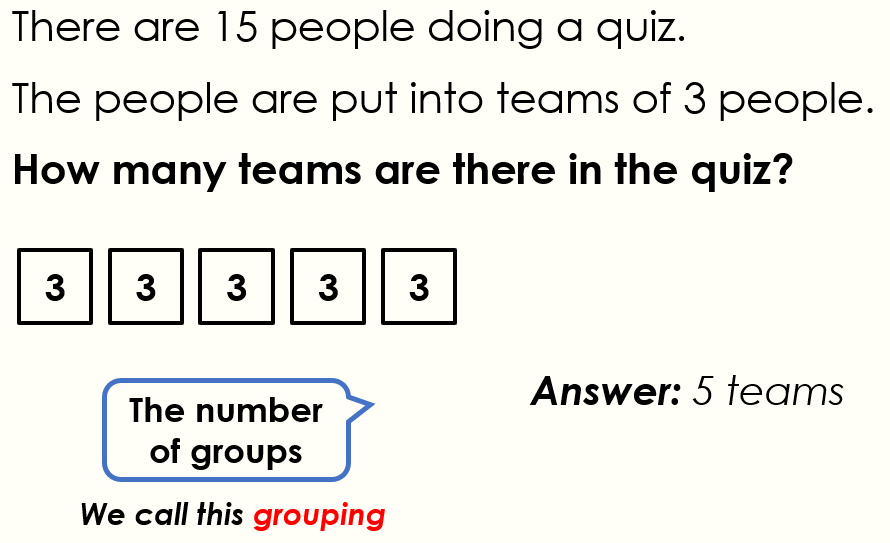 There are 15 people doing a quiz.
The people are put into teams of 3 people.
How many teams are there in the quiz?
3 3 3 3 3
Answer: 5 teams
The number
of groups
We call this grouping